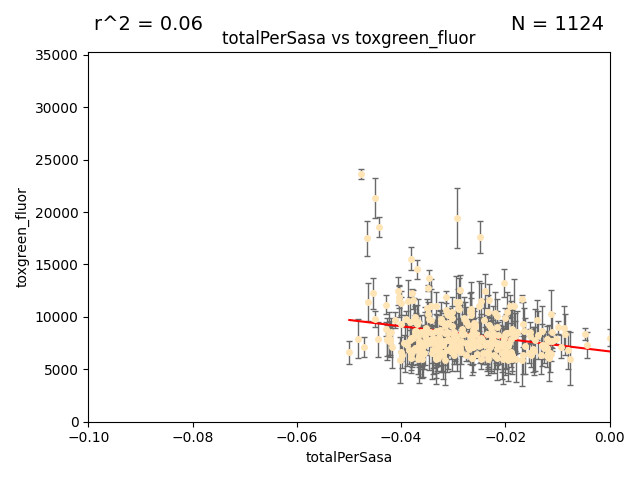 r^2 = 0.06
N = 1124
totalPerSasa vs toxgreen_fluor
35000
30000
25000
20000
15000
10000
5000
0
toxgreen_fluor
−0.10
−0.08
−0.06
−0.04
−0.02
0.00
totalPerSasa